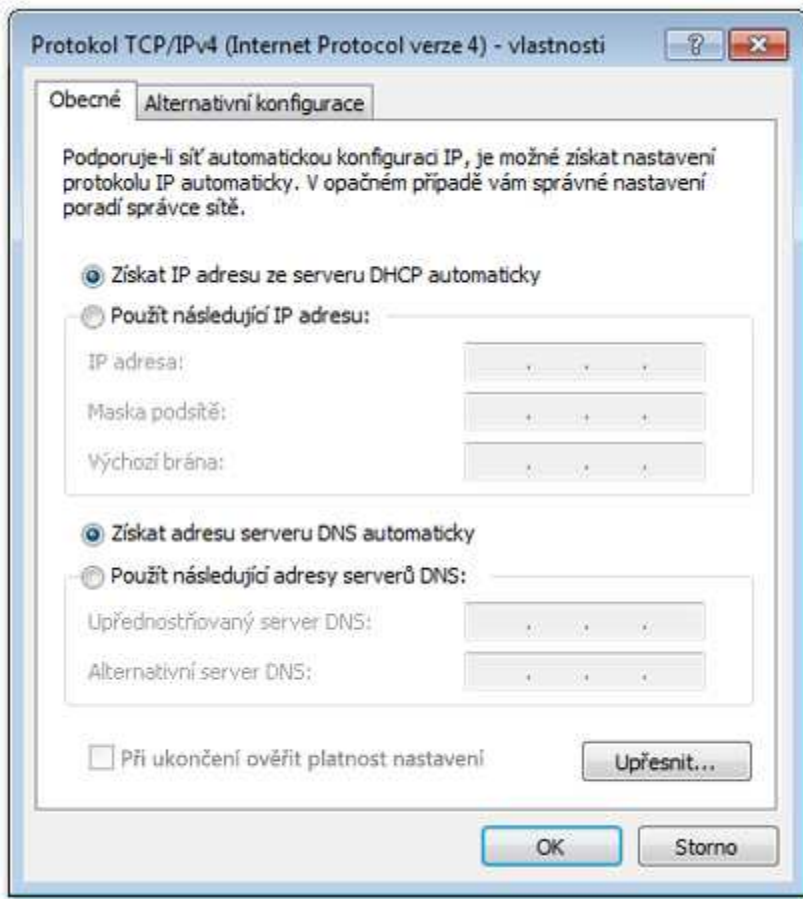 Protokol TCP/IPv4 (Internet Protocol verze 4) - vlastnosti
Obecné Alternativní konfigurace
Podporuje-li síť automatickou konfiguraci IP, je možné získat nastavení
protokolu IP automaticky. V opačném případě vám správné nastavení
poradí správce sítě.
Získat IP adresu ze serveru DHCP automaticky
Použít následující IP adresu:
IP adresa: . . .
Maska podsítě: . . .
Výchozí brána: . . .
Získat adresu serveru DNS automaticky
Použít následující adresy serverů DNS:
Upřednostňovaný server DNS: . . .
Alternativní server DNS: . . .
Při ukončení ověřit platnost nastavení Upřesnit...
OK Storno